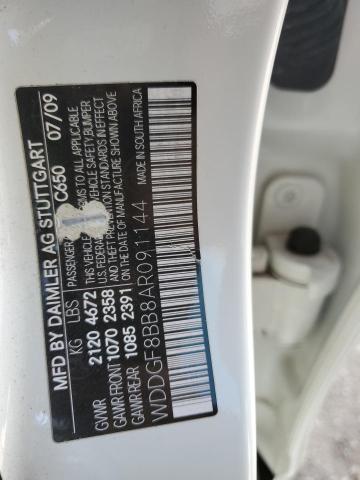 MFD BY DAIMLER AG STUTTGART 07/09
C650
KG LBS
GVWR 2120 4672
GAWR FRONT 1070 2358
GAWR REAR 1085 2391
PASSENGER
TO ALL APPLICABLE
THIS VEHICLE VEHICLE SAFETY BUMPER
U.S. FEDERAL PREVENTION STANDARDS IN EFFECT
ON THE DATE OF MANUFACTURE SHOWN ABOVE
WDDGF8BB8AR091144
MADE IN SOUTH AFRICA